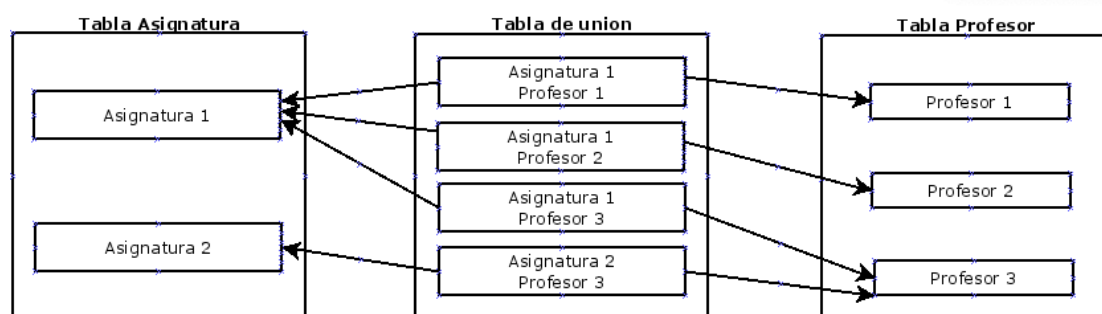 Tabla Asignatura
Asignatura 1
Asignatura 2
Tabla de union
Asignatura 1
Profesor 1
Asignatura 1
Profesor 2
Asignatura 1
Profesor 3
Asignatura 2
Profesor 3
Tabla Profesor
Profesor 1
Profesor 2
Profesor 3